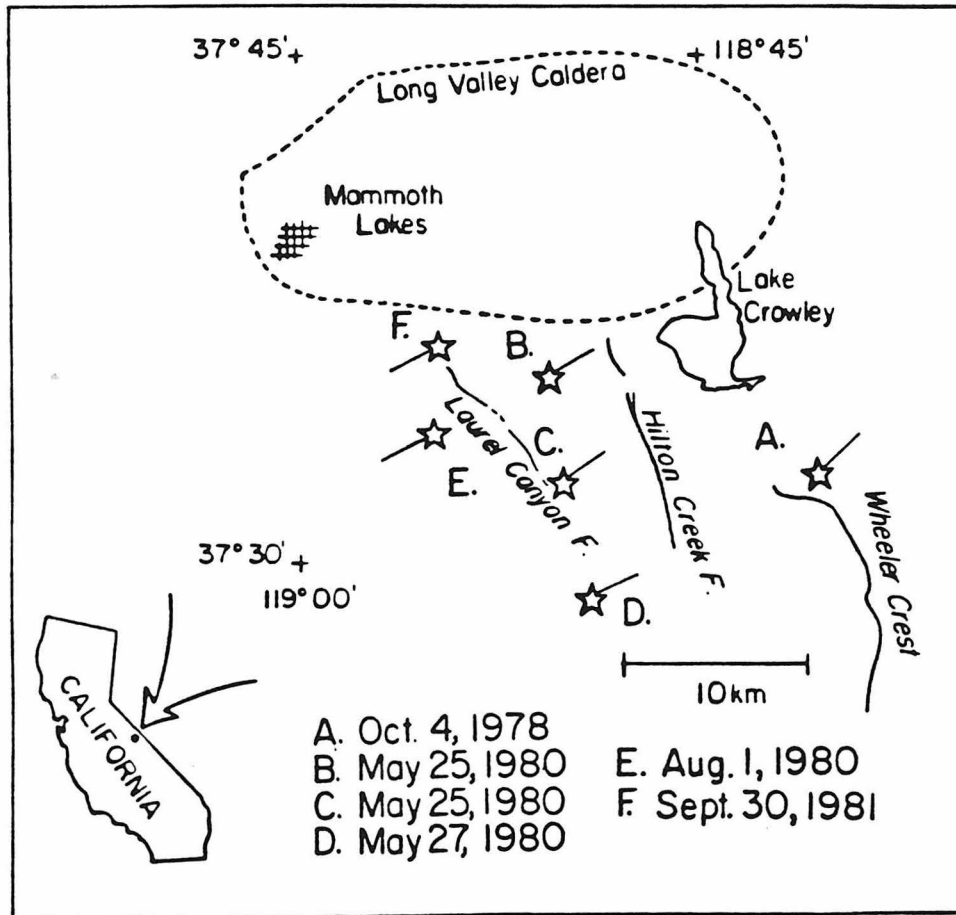 37° 45' +
+ 118° 45'
Long Valley Caldera
Mammoth
Lakes
Lake
Crowley
F.
B.
A.
C.
E.
D.
Laurel Canyon F.
Hilton Creek F.
Wheeler Crest
37° 30' +
119° 00'
10 km
CALIFORNIA
A. Oct. 4, 1978
B. May 25, 1980
C. May 25, 1980
D. May 27, 1980
E. Aug. 1, 1980
F. Sept. 30, 1981